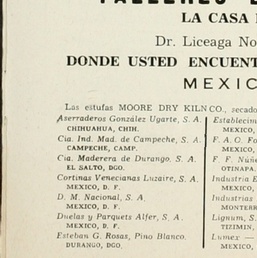 LA CASA
Dr. Liceaga No
DONDE USTED ENCUENT
MEXIC
Las estufas MOORE DRY KILN CO., secado
Aserraderos González Ugarte, S. A.
CHIHUAHUA, CHIH.
Cia. Ind. Mad. de Campeche, S. A.
CAMPECHE, CAMP.
Cia. Maderera de Durango. S. A.
EL SALTO, DGO.
Cortinas Venecianas Luzaire, S. A.
MEXICO, D. F.
D. M. Nacional, S. A.
MEXICO, D. F.
Duelas y Parquets Alfer, S. A.
MEXICO, D. F.
Esteban G. Rosas, Pino Blanco.
DURANGO, DGO.
Establecim
MEXICO,
F. A. O. Fo
MEXICO,
F. F. Núñe
OTINAPA.
Industria E
MEXICO,
Industrias
MONTERR
Lignum, S.
TIZIMIN,
Lumex —
MEXICO,